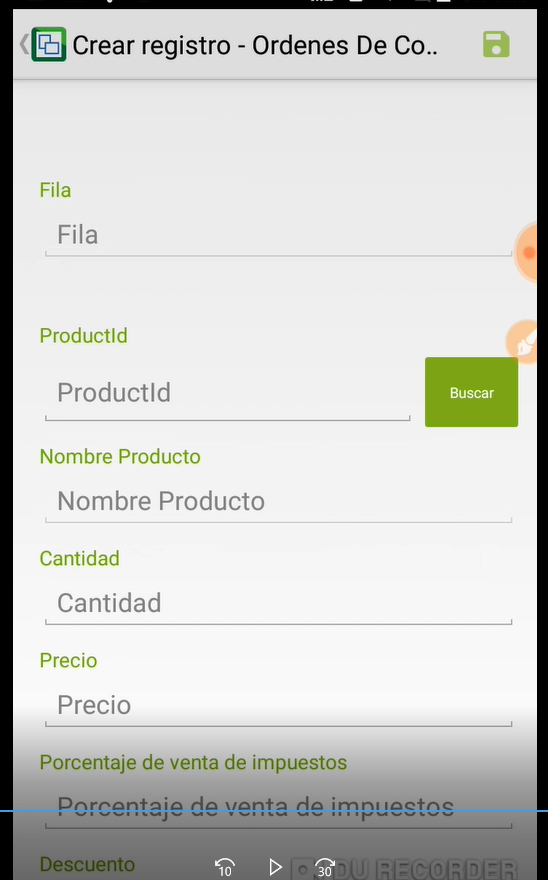 Crear registro - Ordenes De Co..
Fila
Fila
ProductId
ProductId
Buscar
Nombre Producto
Nombre Producto
Cantidad
Cantidad
Precio
Precio
Porcentaje de venta de impuestos
Porcentaje de venta de impuestos
Descuento
10
30
DU RECORDER